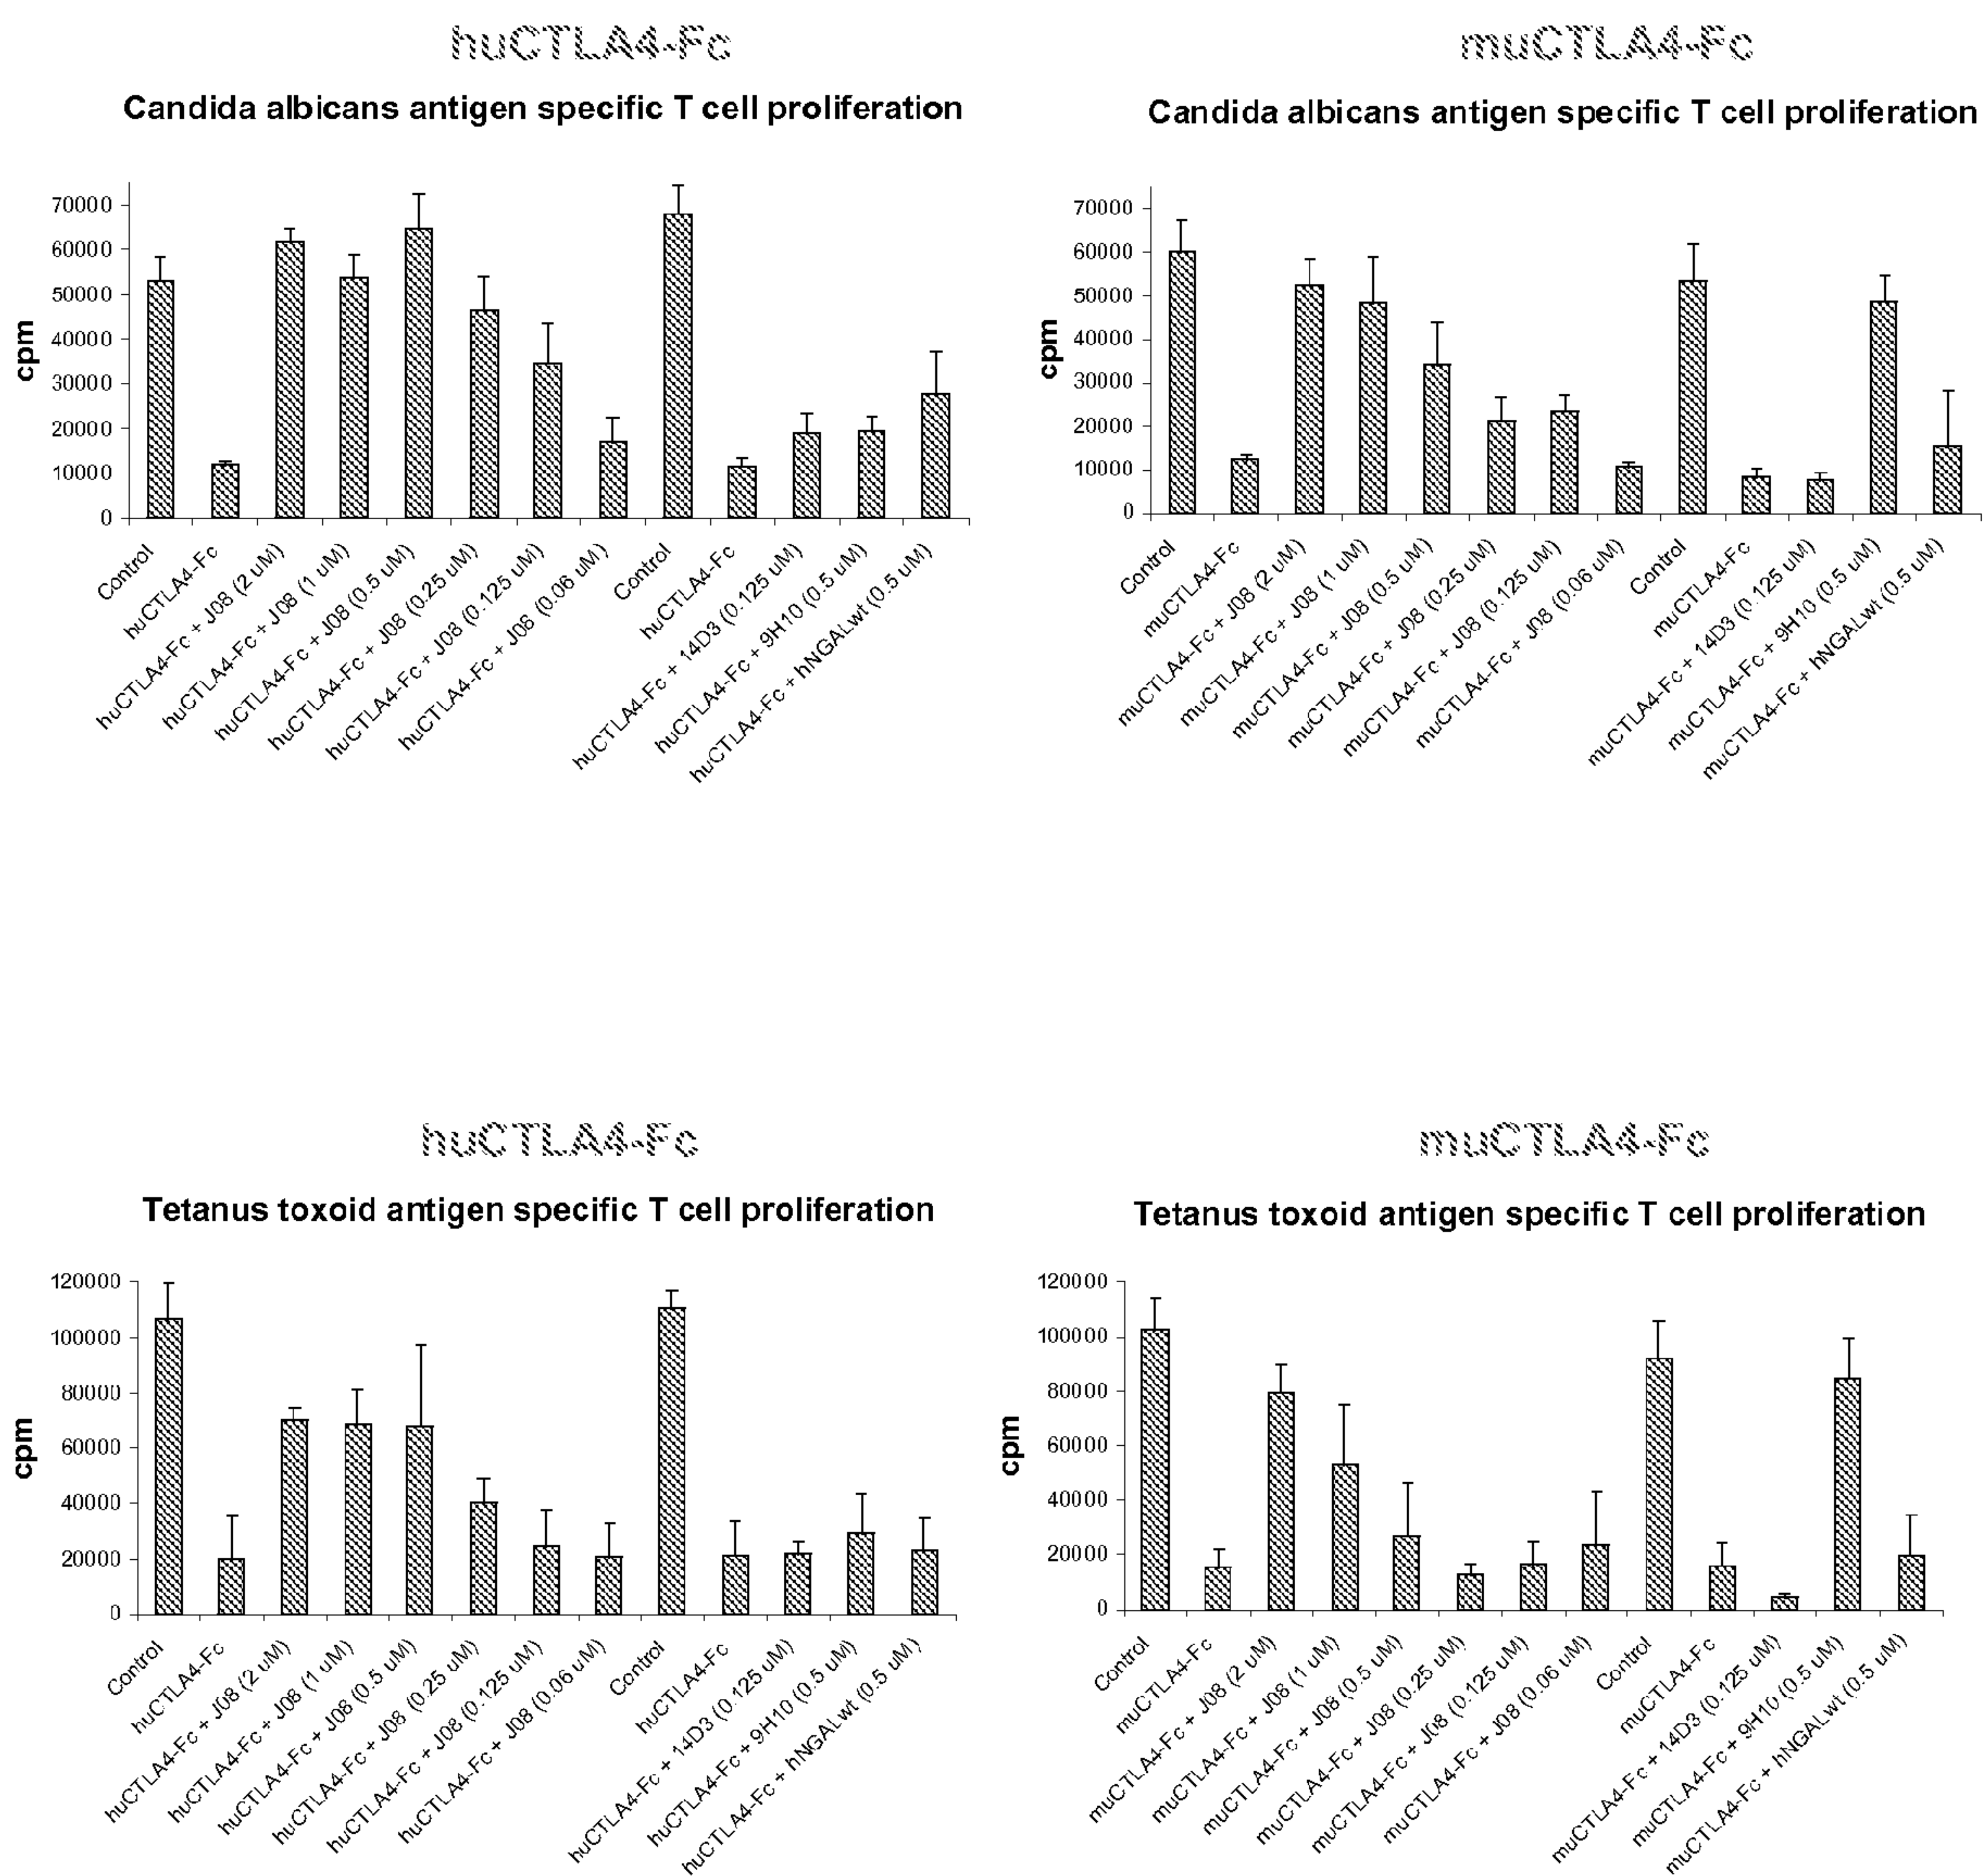 huCTLA4-Fc
Candida albicans antigen specific T cell proliferation
cpm
70000
60000
50000
40000
30000
20000
10000
0
Control
huCTLA4-Fc
huCTLA4-Fc + J08 (2 uM)
huCTLA4-Fc + J08 (1 uM)
huCTLA4-Fc + J08 (0.5 uM)
huCTLA4-Fc + J08 (0.25 uM)
huCTLA4-Fc + J08 (0.125 uM)
huCTLA4-Fc + J08 (0.06 uM)
Control
huCTLA4-Fc
huCTLA4-Fc + 14D3 (0.125 uM)
huCTLA4-Fc + 9H10 (0.5 uM)
huCTLA4-Fc + hNGALwt (0.5 uM)
muCTLA4-Fc
Candida albicans antigen specific T cell proliferation
cpm
70000
60000
50000
40000
30000
20000
10000
0
Control
muCTLA4-Fc
muCTLA4-Fc + J08 (2 uM)
muCTLA4-Fc + J08 (1 uM)
muCTLA4-Fc + J08 (0.5 uM)
muCTLA4-Fc + J08 (0.25 uM)
muCTLA4-Fc + J08 (0.125 uM)
muCTLA4-Fc + J08 (0.06 uM)
Control
muCTLA4-Fc
muCTLA4-Fc + 14D3 (0.125 uM)
muCTLA4-Fc + 9H10 (0.5 uM)
muCTLA4-Fc + hNGALwt (0.5 uM)
huCTLA4-Fc
Tetanus toxoid antigen specific T cell proliferation
cpm
120000
100000
80000
60000
40000
20000
0
Control
huCTLA4-Fc
huCTLA4-Fc + J08 (2 uM)
huCTLA4-Fc + J08 (1 uM)
huCTLA4-Fc + J08 (0.5 uM)
huCTLA4-Fc + J08 (0.25 uM)
huCTLA4-Fc + J08 (0.125 uM)
huCTLA4-Fc + J08 (0.06 uM)
Control
huCTLA4-Fc
huCTLA4-Fc + 14D3 (0.125 uM)
huCTLA4-Fc + 9H10 (0.5 uM)
huCTLA4-Fc + hNGALwt (0.5 uM)
muCTLA4-Fc
Tetanus toxoid antigen specific T cell proliferation
cpm
120000
100000
80000
60000
40000
20000
0
Control
muCTLA4-Fc
muCTLA4-Fc + J08 (2 uM)
muCTLA4-Fc + J08 (1 uM)
muCTLA4-Fc + J08 (0.5 uM)
muCTLA4-Fc + J08 (0.25 uM)
muCTLA4-Fc + J08 (0.125 uM)
muCTLA4-Fc + J08 (0.06 uM)
Control
muCTLA4-Fc
muCTLA4-Fc + 14D3 (0.125 uM)
muCTLA4-Fc + 9H10 (0.5 uM)
muCTLA4-Fc + hNGALwt (0.5 uM)